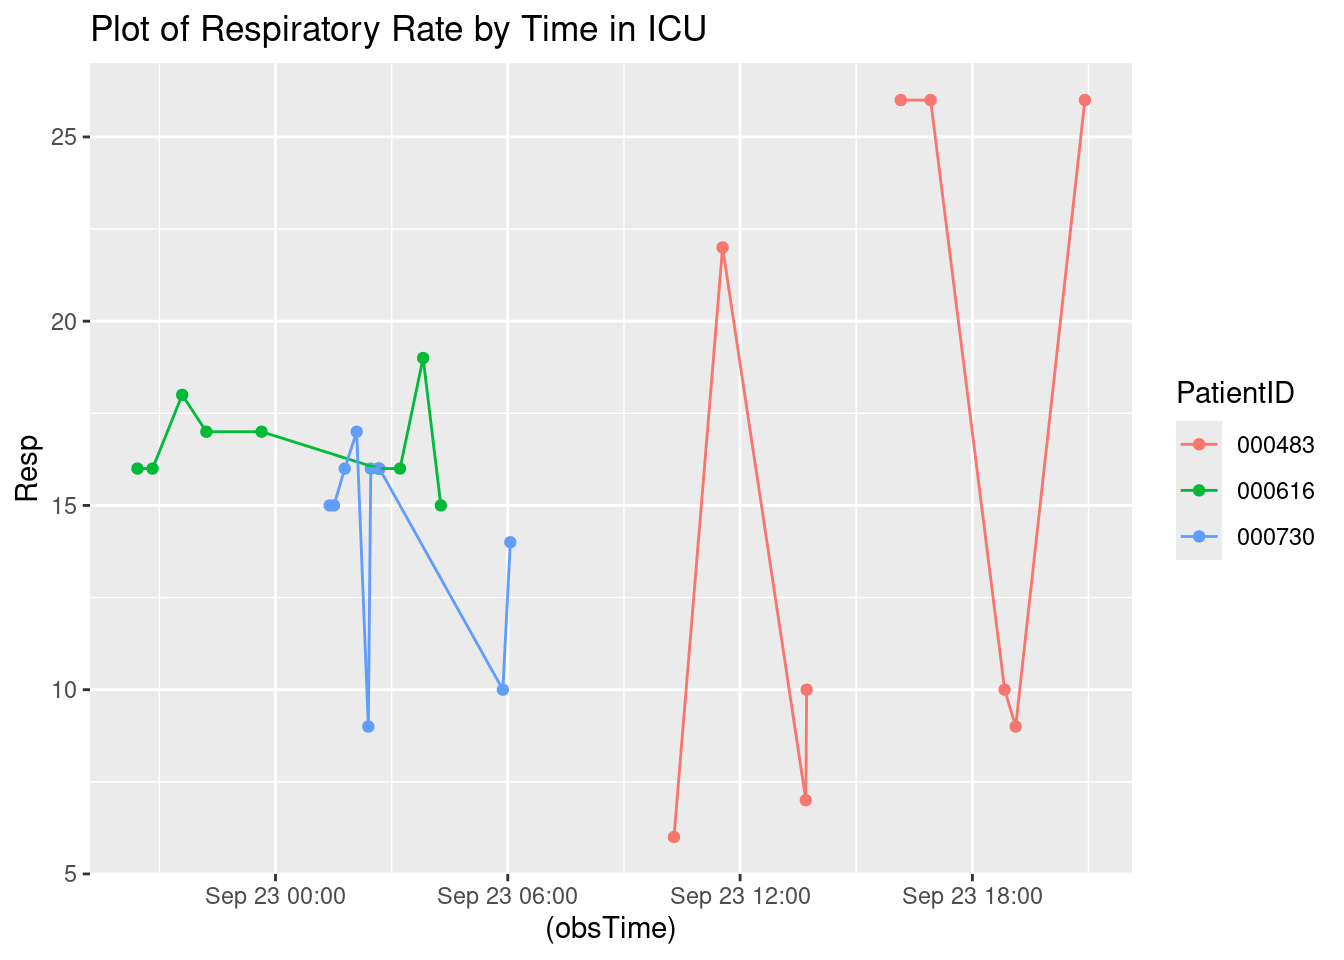 Plot of Respiratory Rate by Time in ICU
25
20
15
10
5
Resp
Sep 23 00:00
Sep 23 06:00
Sep 23 12:00
Sep 23 18:00
(obsTime)
PatientID
000483
000616
000730